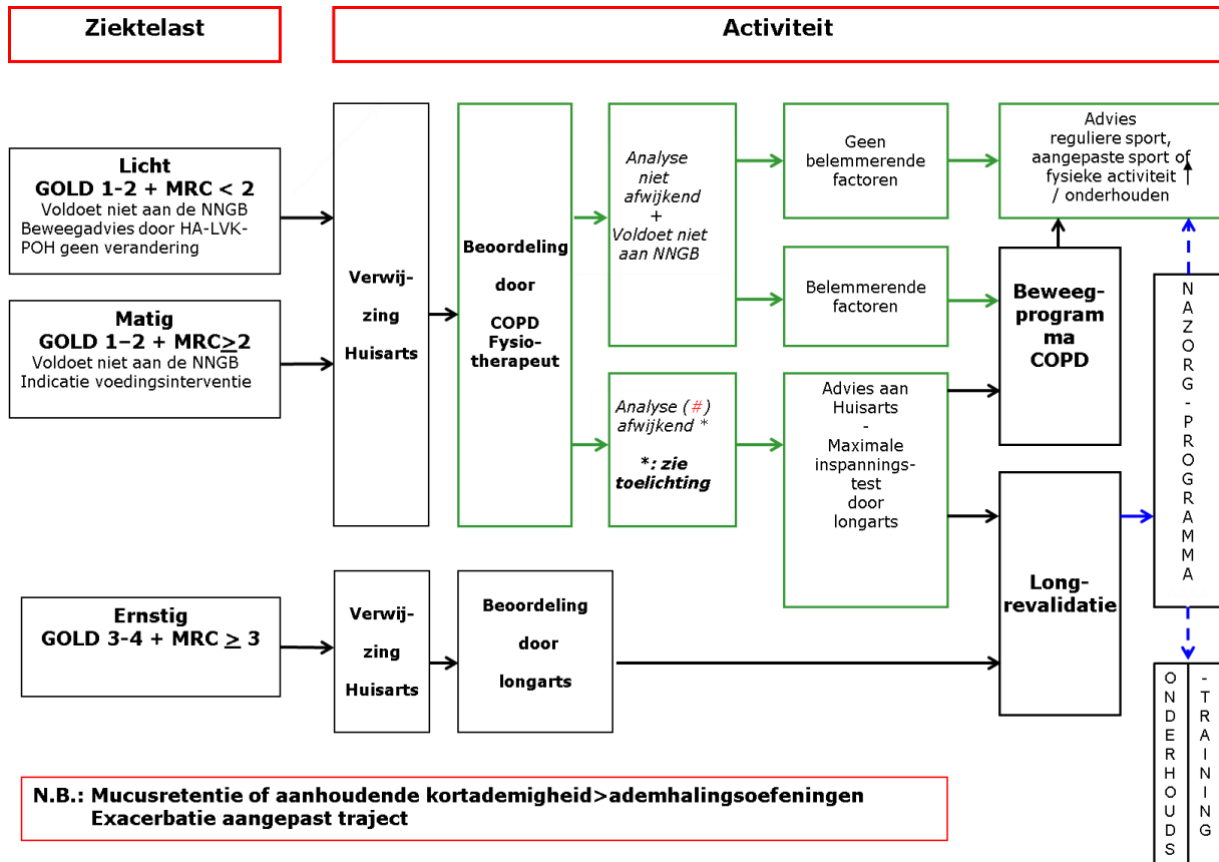 Ziektelast
Activiteit
Licht
GOLD 1-2 + MRC < 2
Voldoet niet aan de NNGB
Beweegadvies door HA-LVK-
POH geen verandering
Matig
GOLD 1–2 + MRC≥2
Voldoet niet aan de NNGB
Indicatie voedingsinterventie
Verwij-
zing
Huisarts
Beoordeling
door
COPD
Fysio-
therapeut
Analyse
niet
afwijkend
+
Voldoet niet
aan NNGB
Analyse (#)
afwijkend *
*: zie
toelichting
Geen
belemmerende
factoren
Belemmerende
factoren
Advies aan
Huisarts
-
Maximale
inspannings-
test
door
longarts
Advies
reguliere sport,
aangepaste sport of
fysieke activiteit
/ onderhouden
Beweeg-
program
ma
COPD
Long-
revalidatie
NAZORG-PROGRAMMA
ONDERHOUDS
-TRAINING
Ernstig
GOLD 3-4 + MRC ≥ 3
Verwij-
zing
Huisarts
Beoordeling
door
longarts
N.B.: Mucusretentie of aanhoudende kortademigheid>ademhalingsoefeningen
Exacerbatie aangepast traject